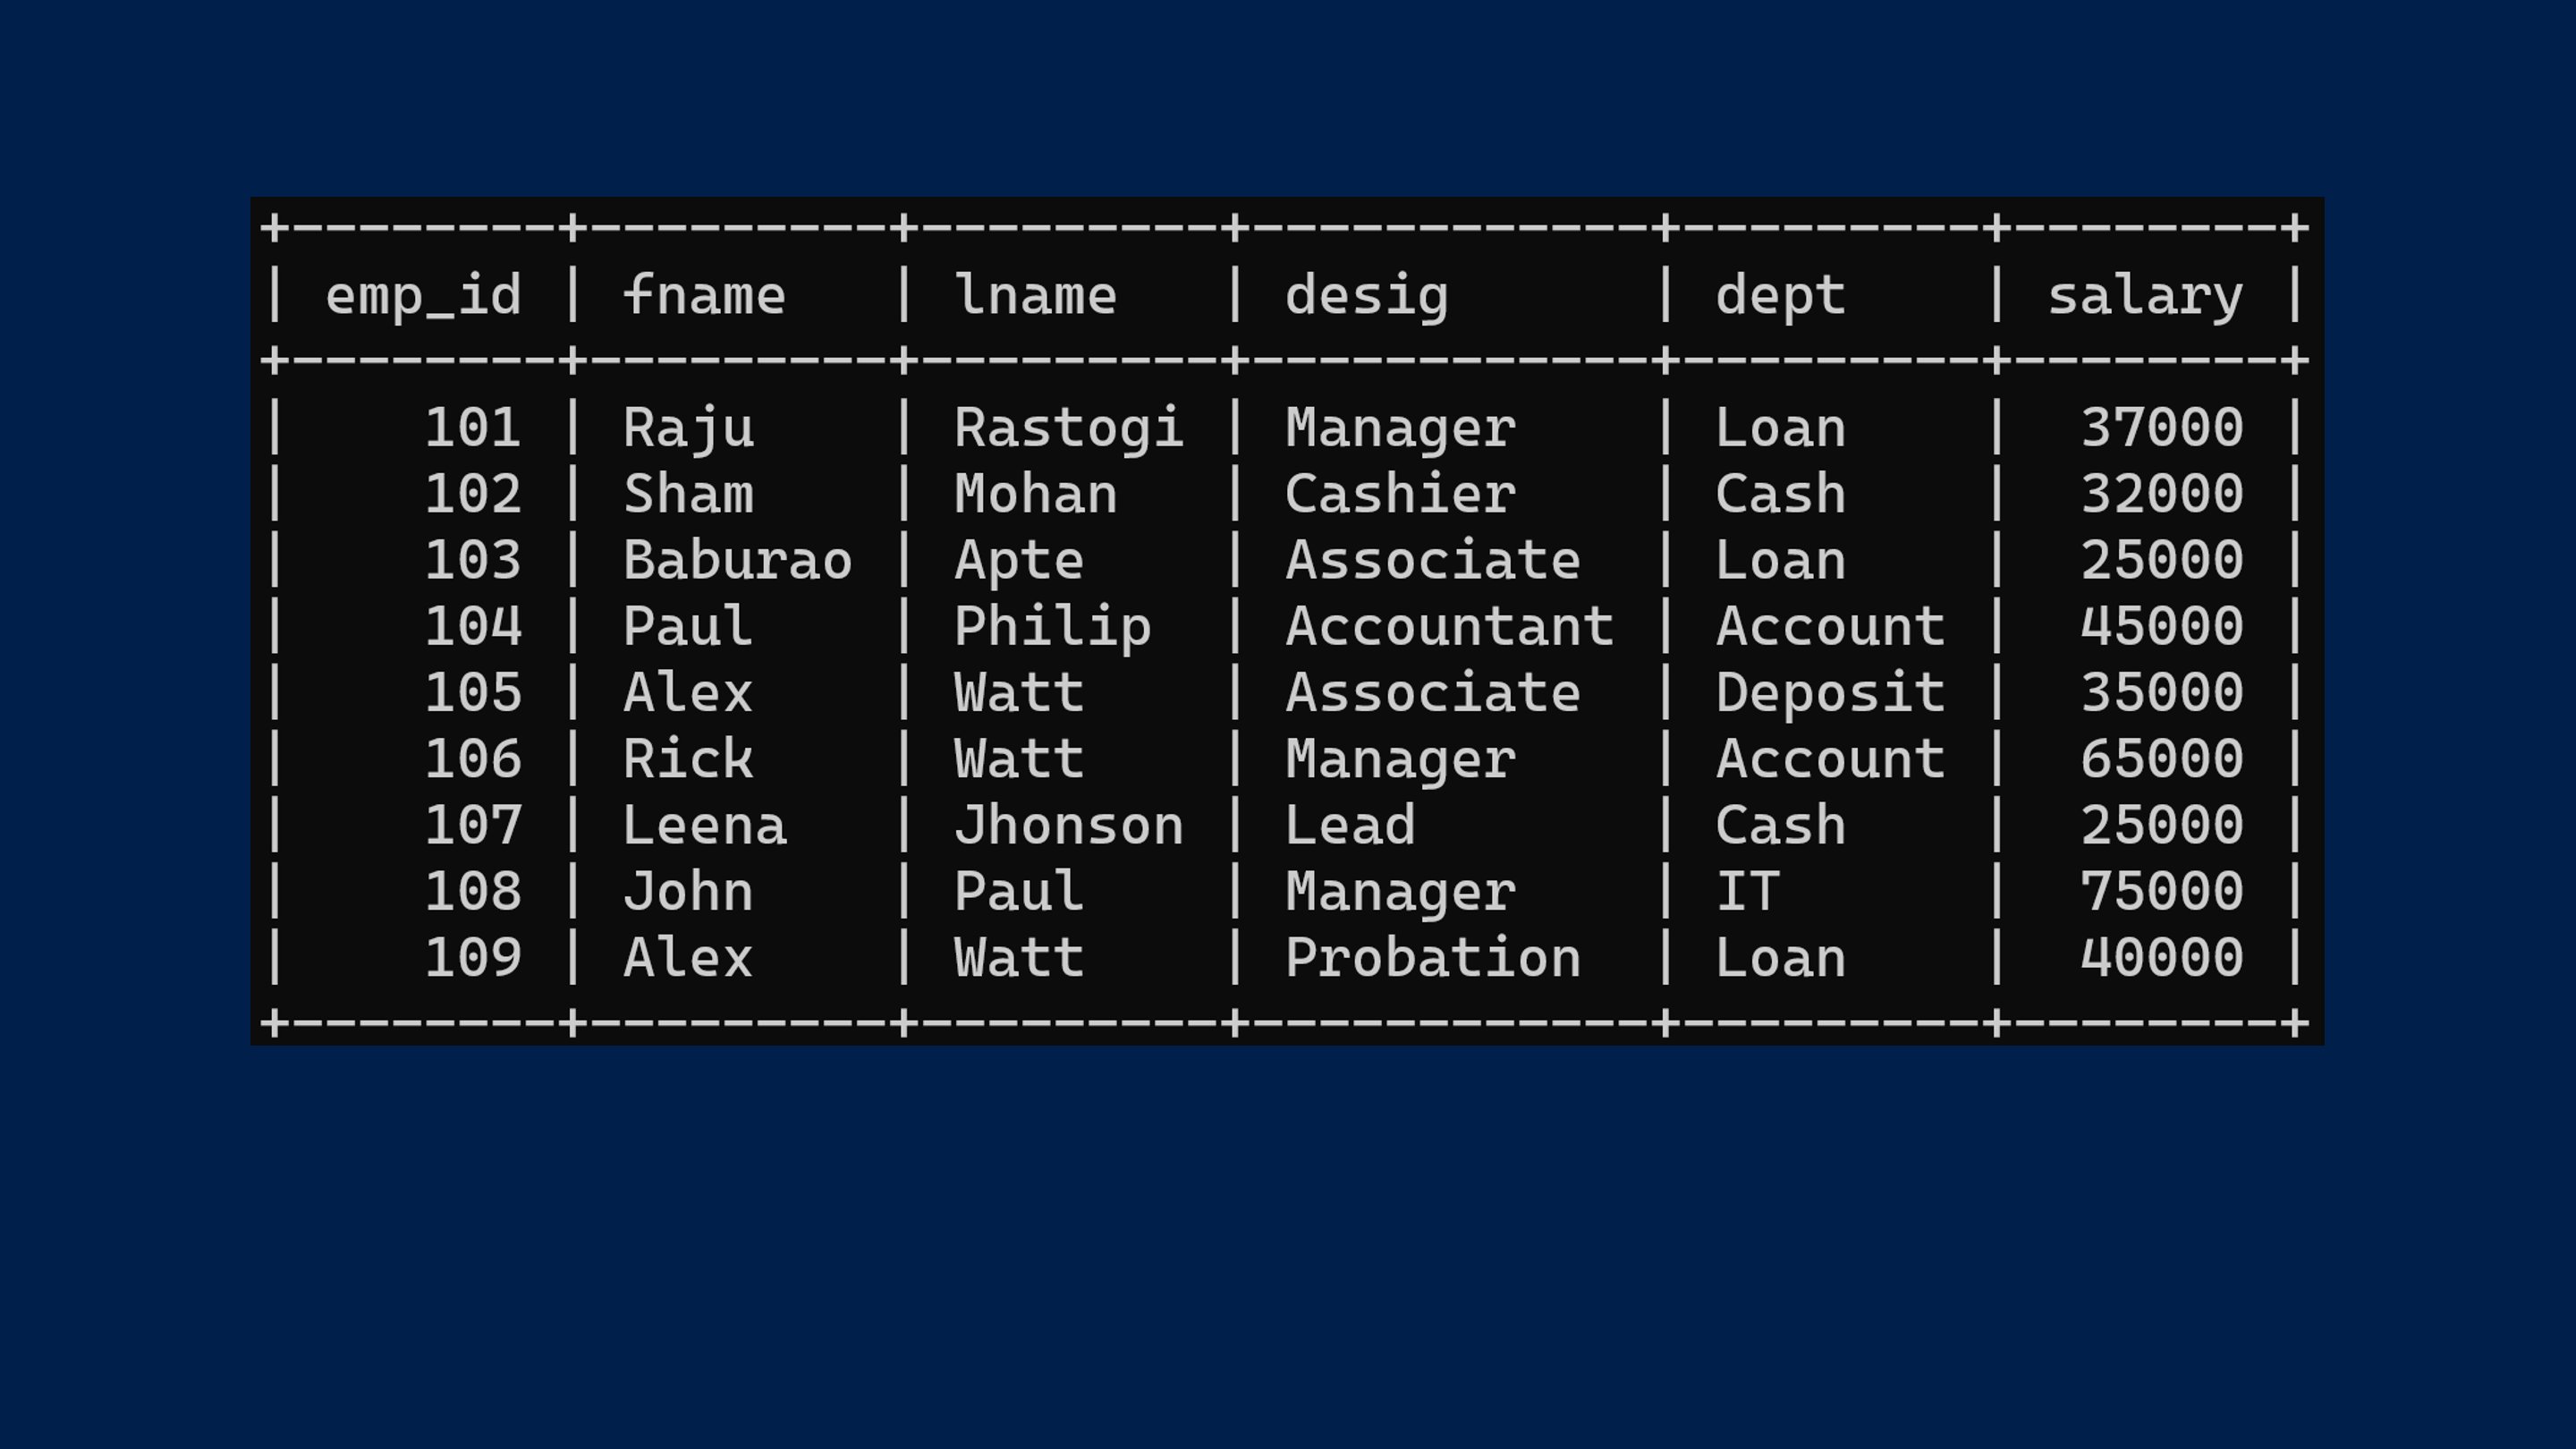 +--------+---------+---------+------------+---------+--------+
| emp_id | fname   | lname   | desig      | dept    | salary |
+--------+---------+---------+------------+---------+--------+
|    101 | Raju    | Rastogi | Manager    | Loan    |  37000 |
|    102 | Sham    | Mohan   | Cashier    | Cash    |  32000 |
|    103 | Baburao | Apte    | Associate  | Loan    |  25000 |
|    104 | Paul    | Philip  | Accountant | Account |  45000 |
|    105 | Alex    | Watt    | Associate  | Deposit |  35000 |
|    106 | Rick    | Watt    | Manager    | Account |  65000 |
|    107 | Leena   | Jhonson | Lead       | Cash    |  25000 |
|    108 | John    | Paul    | Manager    | IT      |  75000 |
|    109 | Alex    | Watt    | Probation  | Loan    |  40000 |
+--------+---------+---------+------------+---------+--------+